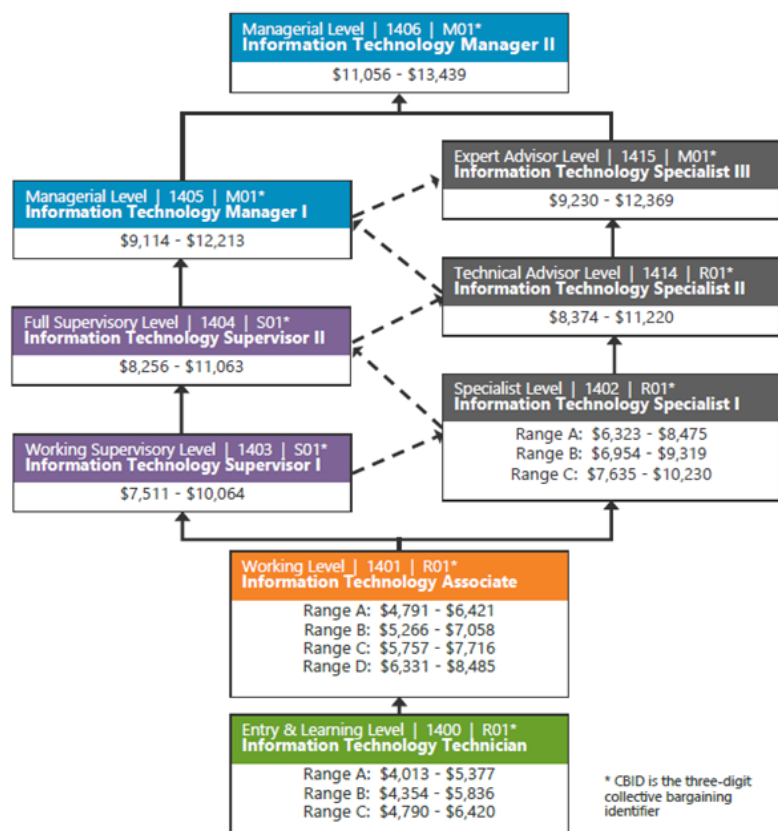 Managerial Level | 1406 | M01*
Information Technology Manager II
$11,056 - $13,439
Expert Advisor Level | 1415 | M01*
Information Technology Specialist III
$9,230 - $12,369
Managerial Level | 1405 | M01*
Information Technology Manager I
$9,114 - $12,213
Technical Advisor Level | 1414 | R01*
Information Technology Specialist II
$8,374 - $11,220
Full Supervisory Level | 1404 | S01*
Information Technology Supervisor II
$8,256 - $11,063
Specialist Level | 1402 | R01*
Information Technology Specialist I
Range A: $6,323 - $8,475
Range B: $6,954 - $9,319
Range C: $7,635 - $10,230
Working Supervisory Level | 1403 | S01*
Information Technology Supervisor I
$7,511 - $10,064
Working Level | 1401 | R01*
Information Technology Associate
Range A: $4,791 - $6,421
Range B: $5,266 - $7,058
Range C: $5,757 - $7,716
Range D: $6,331 - $8,485
Entry & Learning Level | 1400 | R01*
Information Technology Technician
Range A: $4,013 - $5,377
Range B: $4,354 - $5,836
Range C: $4,790 - $6,420
* CBID is the three-digit
collective bargaining
identifier